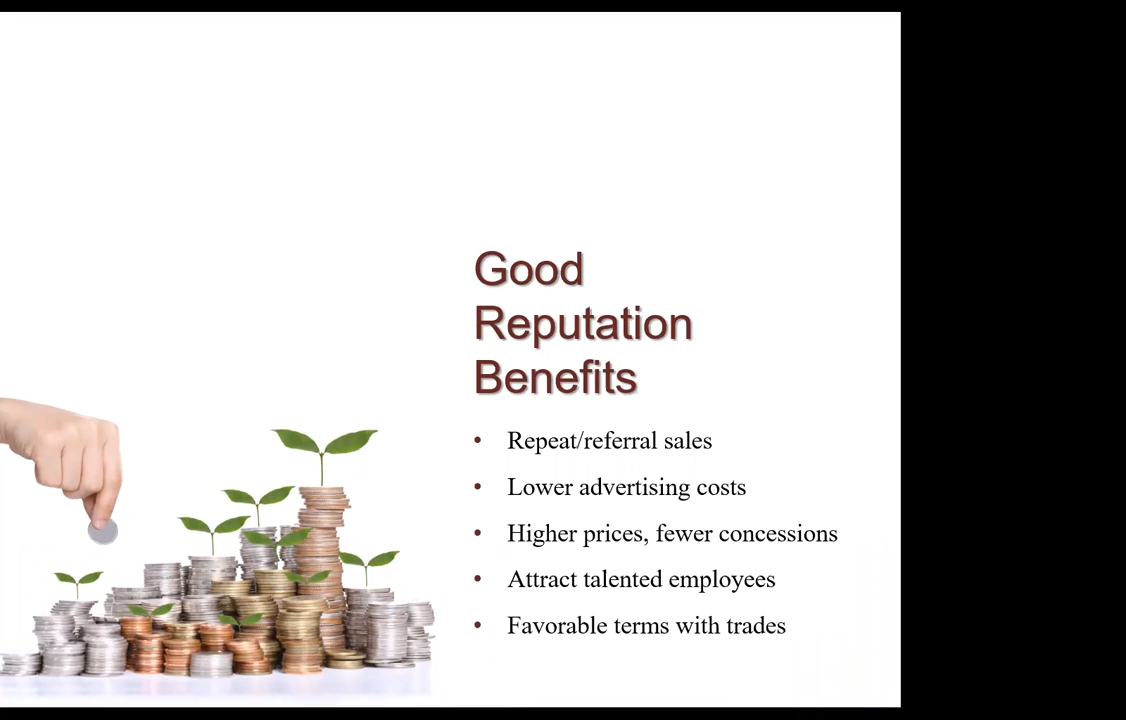 Good
Reputation
Benefits
• Repeat/referral sales
• Lower advertising costs
• Higher prices, fewer concessions
• Attract talented employees
• Favorable terms with trades